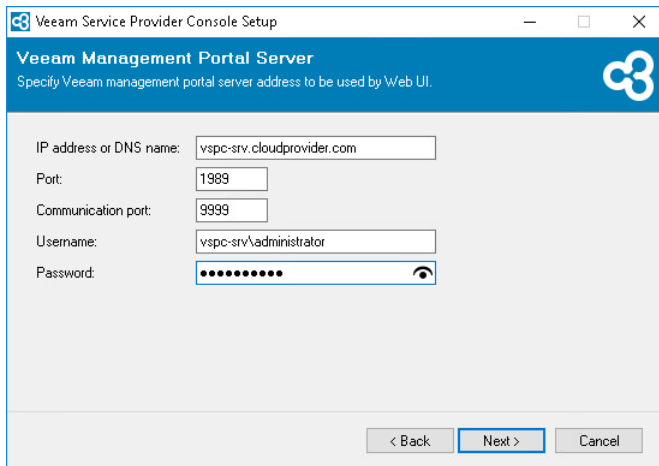 Veeam Service Provider Console Setup
Veeam Management Portal Server
Specify Veeam management portal server address to be used by Web UI.
IP address or DNS name: vspc-srv.cloudprovider.com
Port: 1989
Communication port: 9999
Username: vspc-srv\administrator
Password: ●●●●●●●●●●
< Back Next > Cancel